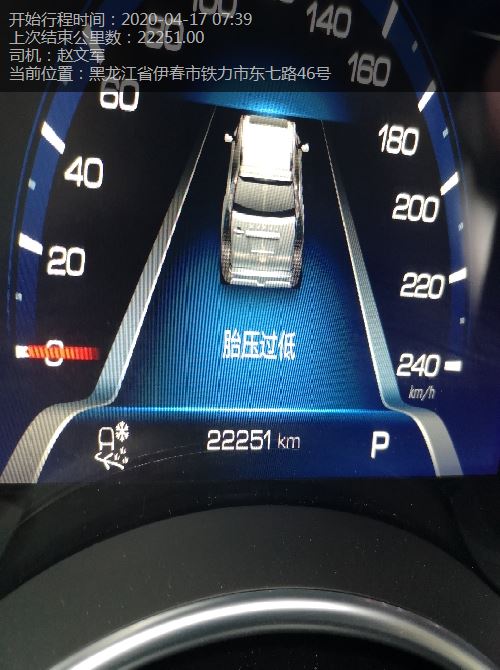 开始行程时间：2020-04-17 07:39
上次结束公里数：22251.00
司机：赵文军
当前位置：黑龙江省伊春市铁力市东七路46号
100
140
80
160
60
180
40
200
20
220
0
胎压过低
240
km/h
22251 km
P